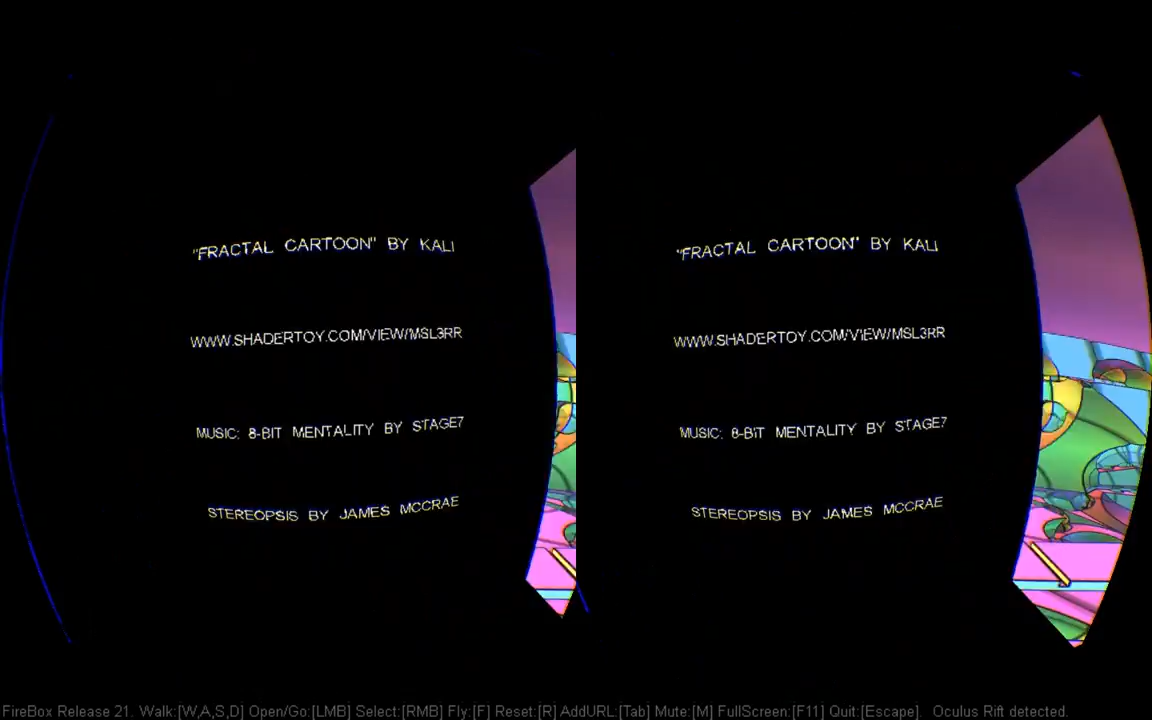 "FRACTAL CARTOON" BY KALI
WWW.SHADERTOY.COM/VIEW/MSL3RR
MUSIC: 8-BIT MENTALITY BY STAGE7
STEREOPSIS BY JAMES MCCRAE
"FRACTAL CARTOON" BY KALI
WWW.SHADERTOY.COM/VIEW/MSL3RR
MUSIC: 8-BIT MENTALITY BY STAGE7
STEREOPSIS BY JAMES MCCRAE
FireBox Release 21. Walk:[W,A,S,D] Open/Go:[LMB] Select:[RMB] Fly:[F] Reset:[R] AddURL:[Tab] Mute:[M] FullScreen:[F11] Quit:[Escape]. Oculus Rift detected.